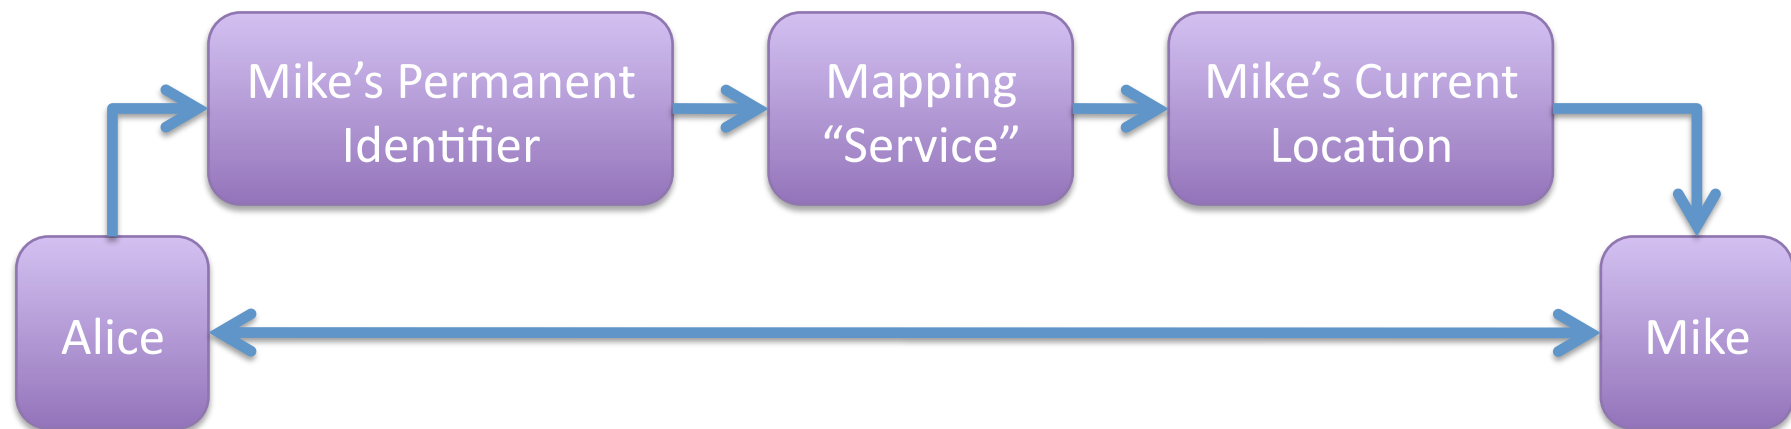 Mike’s Permanent
Identifier
Mapping
“Service”
Mike’s Current
Location
Alice
Mike